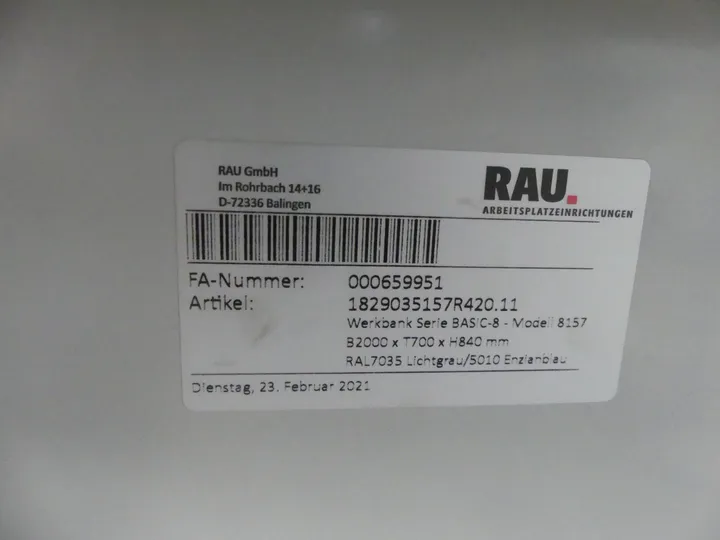 RAU GmbH
Im Rohrbach 14+16
D-72336 Balingen
RAU.
ARBEITSPLATZEINRICHTUNGEN
FA-Nummer: 000659951
Artikel: 1829035157R420.11
Werkbank Serie BASIC-8 - Modell 8157
B2000 x T700 x H840 mm
RAL7035 Lichtgrau/5010 Enzianblau
Dienstag, 23. Februar 2021